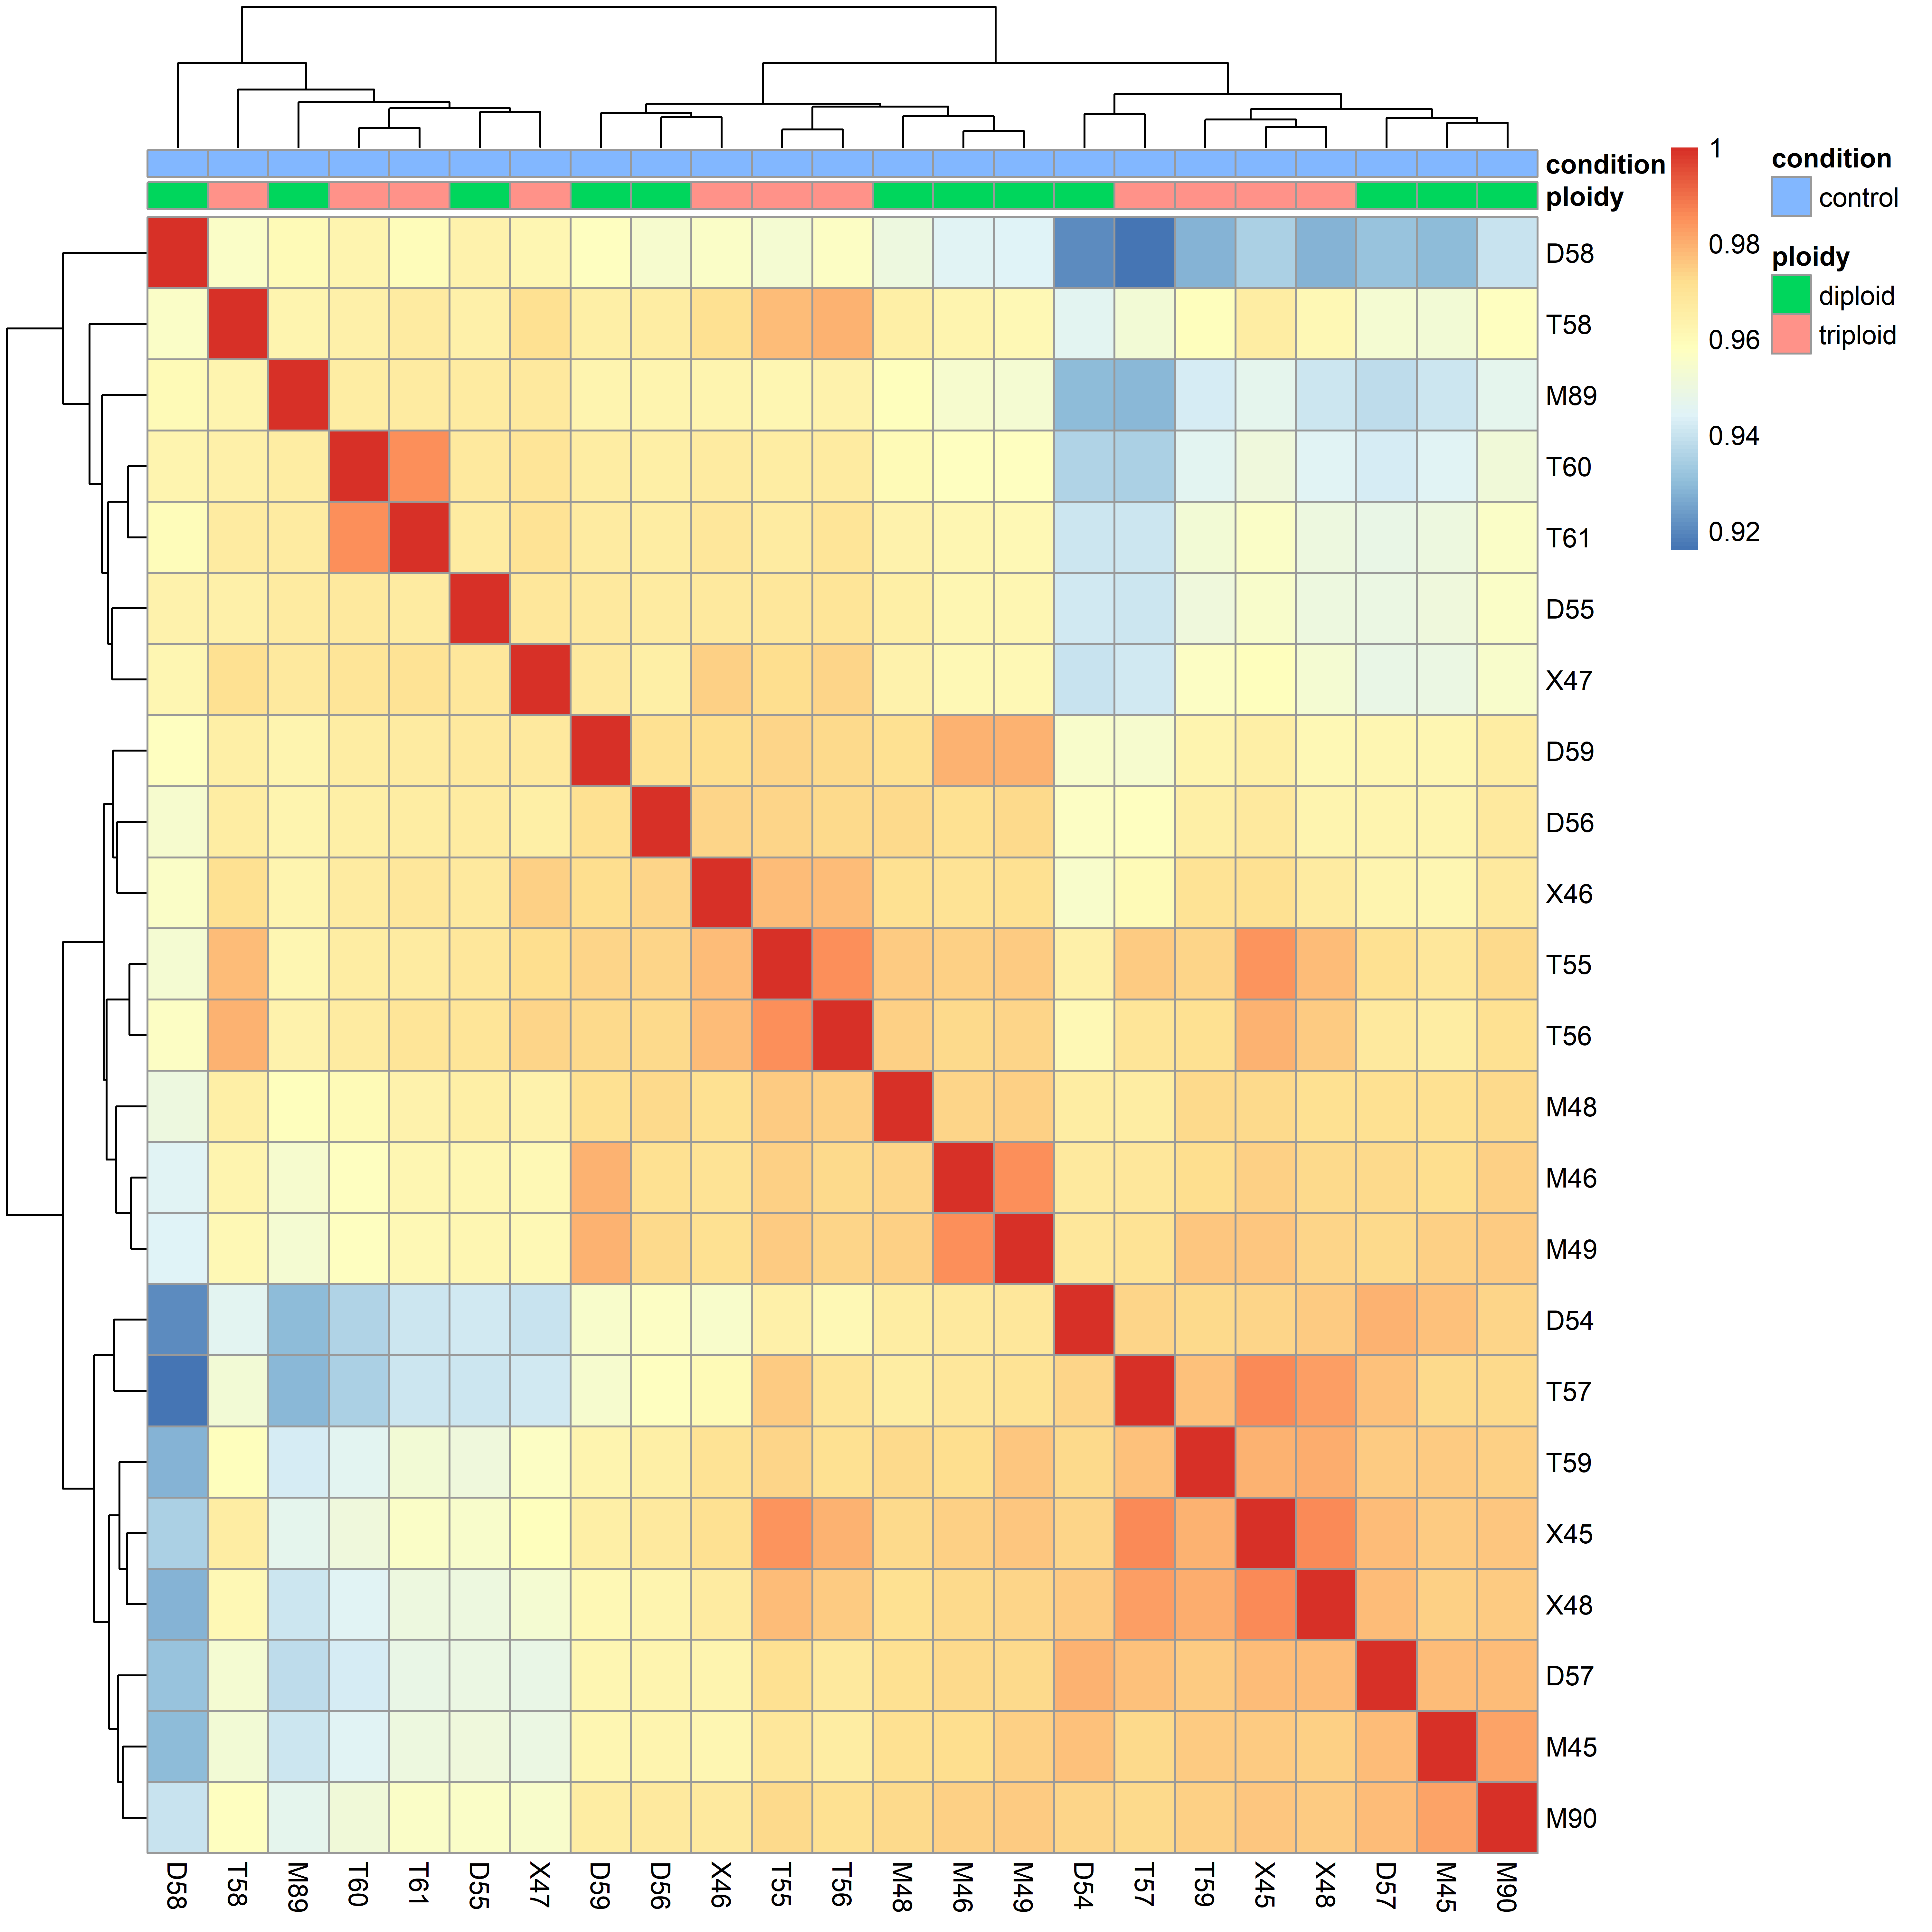 condition
ploidy
D58
T58
M89
T60
T61
D55
X47
D59
D56
X46
T55
T56
M48
M46
M49
D54
T57
T59
X45
X48
D57
M45
M90
D58 T58 M89 T60 T61 D55 X47 D59 D56 X46 T55 T56 M48 M46 M49 D54 T57 T59 X45 X48 D57 M45 M90
1
0.98
0.96
0.94
0.92
condition
control
ploidy
diploid
triploid